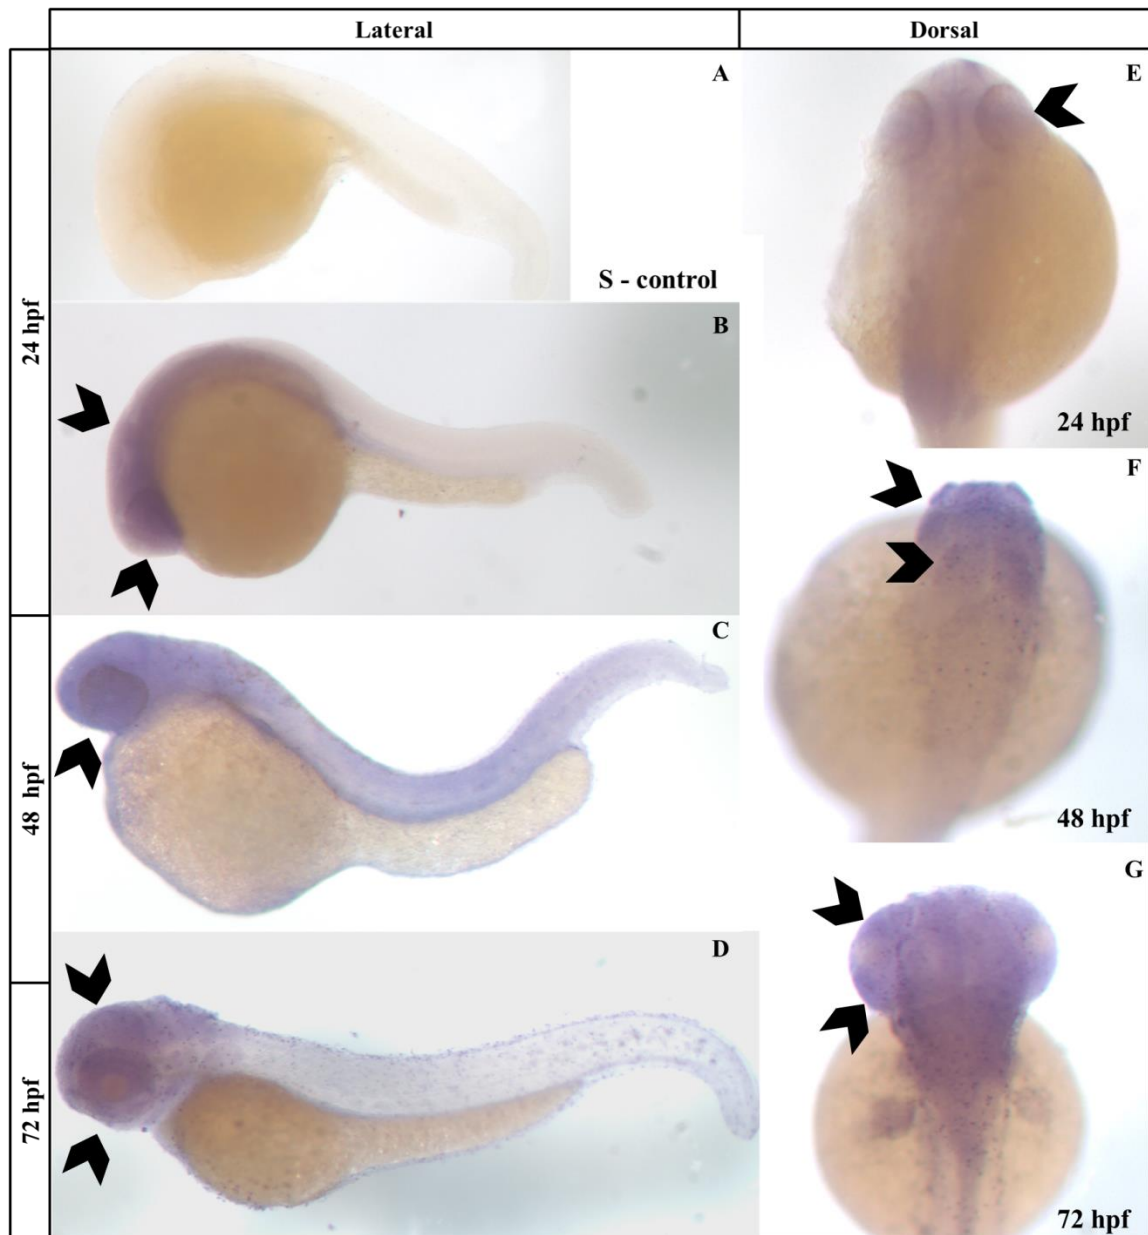 Lateral
Dorsal
24 hpf
48 hpf
72 hpf
A
S - control
B
C
D
E
24 hpf
F
48 hpf
G
72 hpf